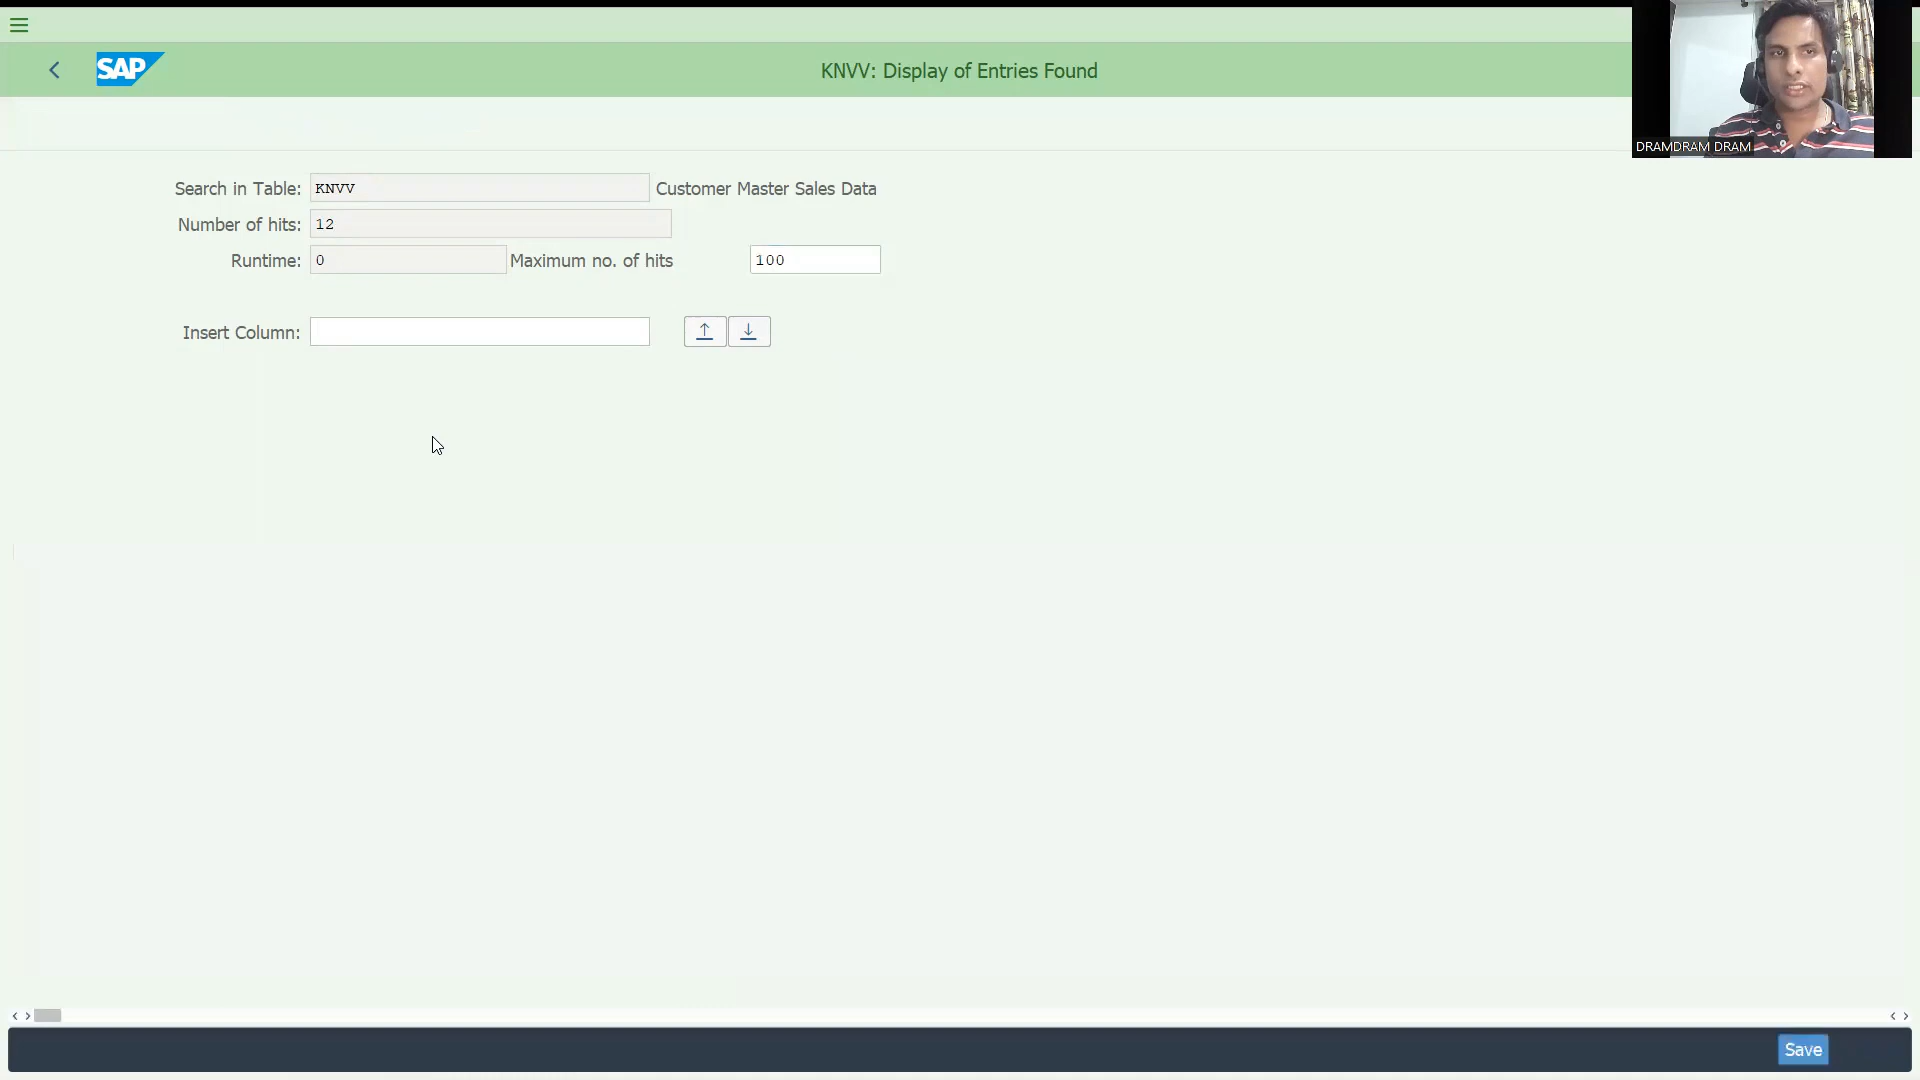 SAP
KNVV: Display of Entries Found
DRAMDRAM DRAM
Search in Table: KNVV Customer Master Sales Data
Number of hits: 12
Runtime: 0 Maximum no. of hits 100
Insert Column:
Save